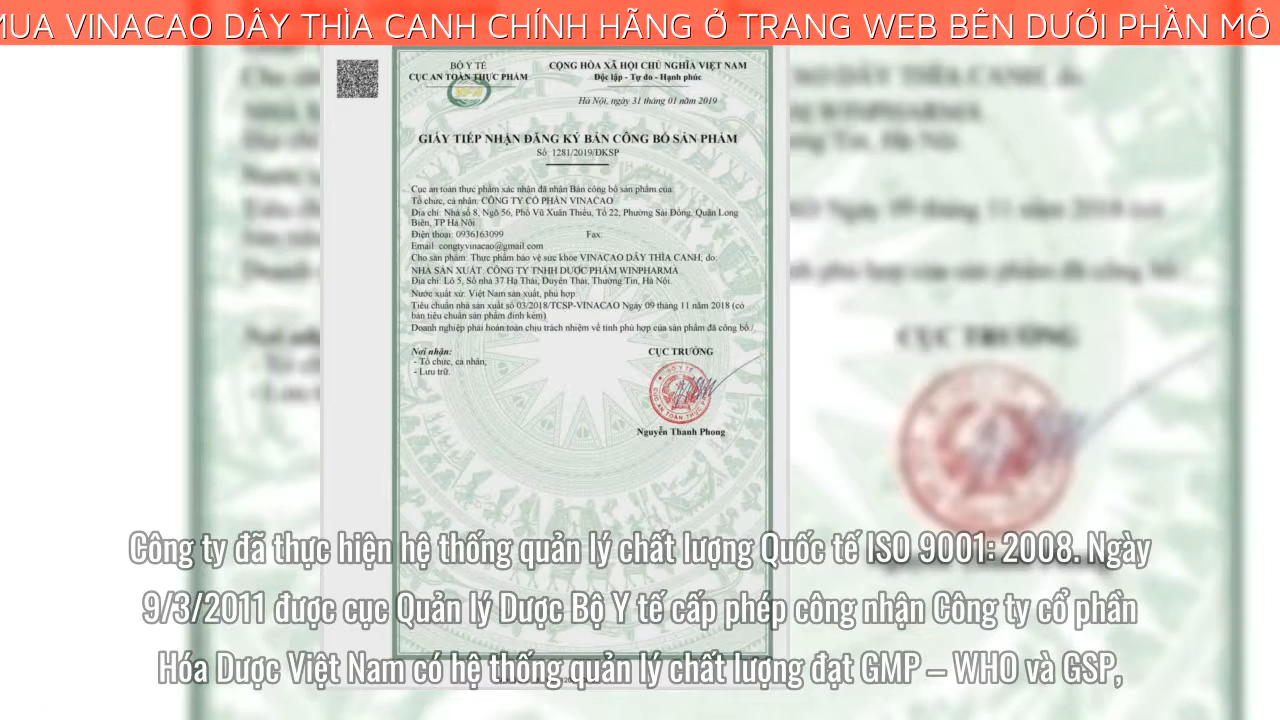 MUA VINACAO DÂY THÌA CANH CHÍNH HÃNG Ở TRANG WEB BÊN DƯỚI PHẦN MÔ
BỘ Y TẾ
CỤC AN TOÀN THỰC PHẨM
CỘNG HÒA XÃ HỘI CHỦ NGHĨA VIỆT NAM
Độc lập - Tự do - Hạnh phúc
Hà Nội, ngày 31 tháng 01 năm 2019
GIẤY TIẾP NHẬN ĐĂNG KÝ BẢN CÔNG BỐ SẢN PHẨM
Số 1281/2019/ĐKSP
Cục an toàn thực phẩm xác nhận đã nhận Bản công bố sản phẩm của:
Tổ chức, cá nhân: CÔNG TY CỔ PHẦN VINACAO
Địa chỉ: Nhà số 8, Ngõ 56, Phố Vũ Xuân Thiều, Tổ 22, Phường Sài Đồng, Quận Long
Biên, TP Hà Nội
Điện thoại: 0936163099 Fax:
Email: congtyvinacao@gmail.com
Cho sản phẩm: Thực phẩm bảo vệ sức khỏe VINACAO DÂY THÌA CANH, do:
NHÀ SẢN XUẤT: CÔNG TY TNHH DƯỢC PHẨM WINPHARMA
Địa chỉ: Lô 5, Số nhà 37 Hạ Thái, Duyên Thái, Thường Tín, Hà Nội.
Nước xuất xứ: Việt Nam sản xuất, phù hợp
Tiêu chuẩn nhà sản xuất số 03/2018/TCSP-VINACAO Ngày 09 tháng 11 năm 2018 (có
bản tiêu chuẩn sản phẩm đính kèm)
Doanh nghiệp phải hoàn toàn chịu trách nhiệm về tính phù hợp của sản phẩm đã công bố./.
Nơi nhận:
- Tổ chức, cá nhân;
- Lưu trữ.
CỤC TRƯỞNG
Nguyễn Thanh Phong
Công ty đã thực hiện hệ thống quản lý chất lượng Quốc tế ISO 9001: 2008. Ngày
9/3/2011 được cục Quản lý Dược Bộ Y tế cấp phép công nhận Công ty cổ phần
Hóa Dược Việt Nam có hệ thống quản lý chất lượng đạt GMP – WHO và GSP,